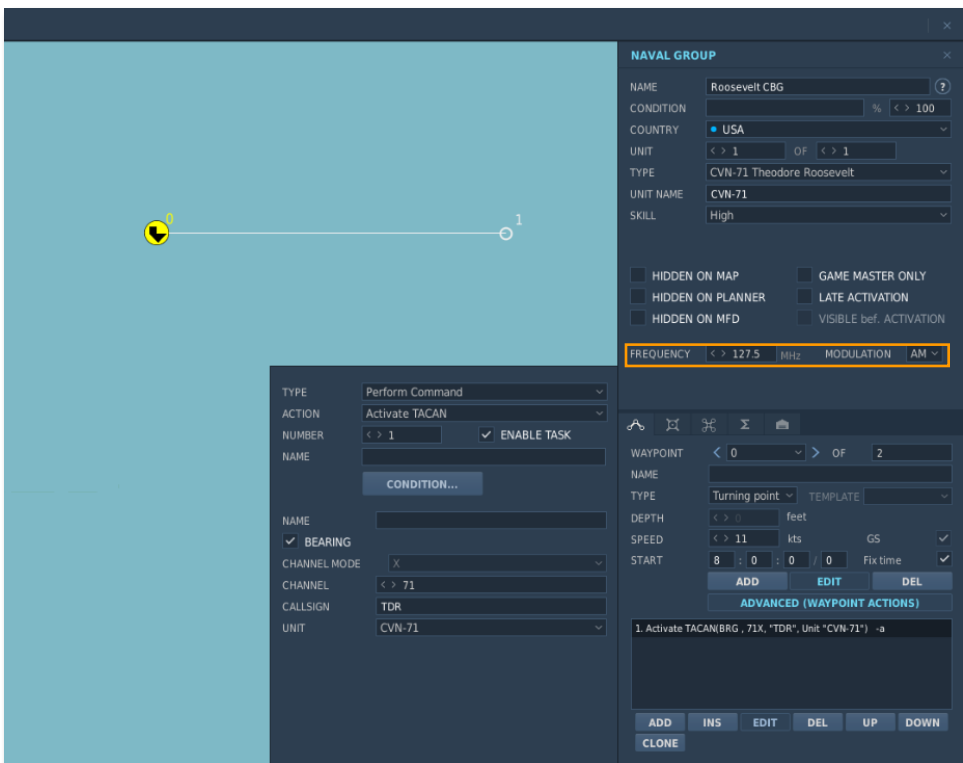 NAVAL GROUP
NAME Roosevelt CBG ?
CONDITION % < > 100
COUNTRY USA
UNIT < > 1 OF < > 1
TYPE CVN-71 Theodore Roosevelt
UNIT NAME CVN-71
SKILL High
HIDDEN ON MAP GAME MASTER ONLY
HIDDEN ON PLANNER LATE ACTIVATION
HIDDEN ON MFD VISIBLE bef. ACTIVATION
FREQUENCY < > 127.5 MHz MODULATION AM
0
1
TYPE Perform Command
ACTION Activate TACAN
NUMBER < > 1 ENABLE TASK
NAME
CONDITION...
NAME
BEARING
CHANNEL MODE X
CHANNEL < > 71
CALLSIGN TDR
UNIT CVN-71
WAYPOINT < 0 > OF 2
NAME
TYPE Turning point TEMPLATE
DEPTH < > 0 feet
SPEED < > 11 kts GS
START 8 : 0 : 0 / 0 Fix time
ADD EDIT DEL
ADVANCED (WAYPOINT ACTIONS)
1. Activate TACAN(BRG , 71X, "TDR", Unit "CVN-71") -a
ADD INS EDIT DEL UP DOWN
CLONE